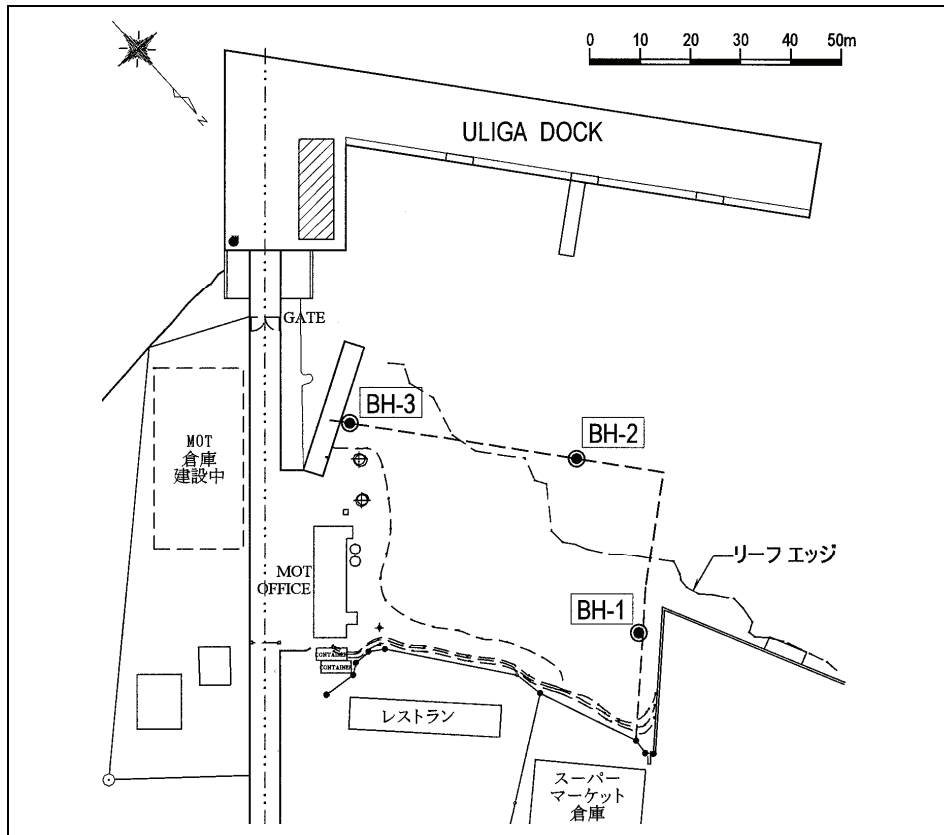 0 10 20 30 40 50m
N
ULIGA DOCK
GATE
BH-3
BH-2
MOT
倉庫
建設中
リーフ エッジ
MOT
OFFICE
BH-1
CONTAINER
CONTAINER
レストラン
スーパー
マーケット
倉庫